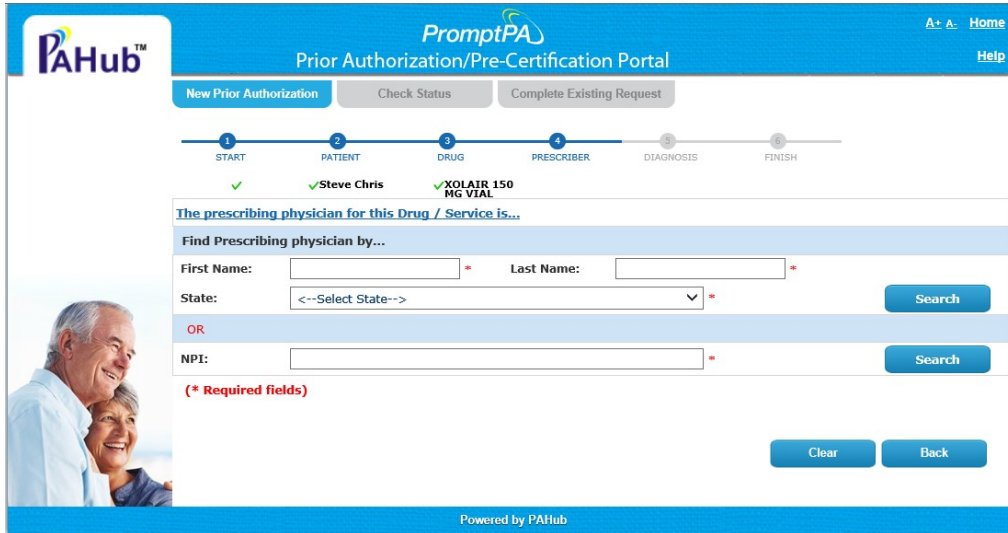 PAHub™
PromptPA
Prior Authorization/Pre-Certification Portal
A+ A- Home
Help
New Prior Authorization Check Status Complete Existing Request
1 2 3 4 5 6
START PATIENT DRUG PRESCRIBER DIAGNOSIS FINISH
Steve Chris XOLAIR 150
MG VIAL
The prescribing physician for this Drug / Service is...
Find Prescribing physician by...
First Name: * Last Name: *
State: <--Select State--> * Search
OR
NPI: * Search
(* Required fields)
Clear Back
Powered by PAHub